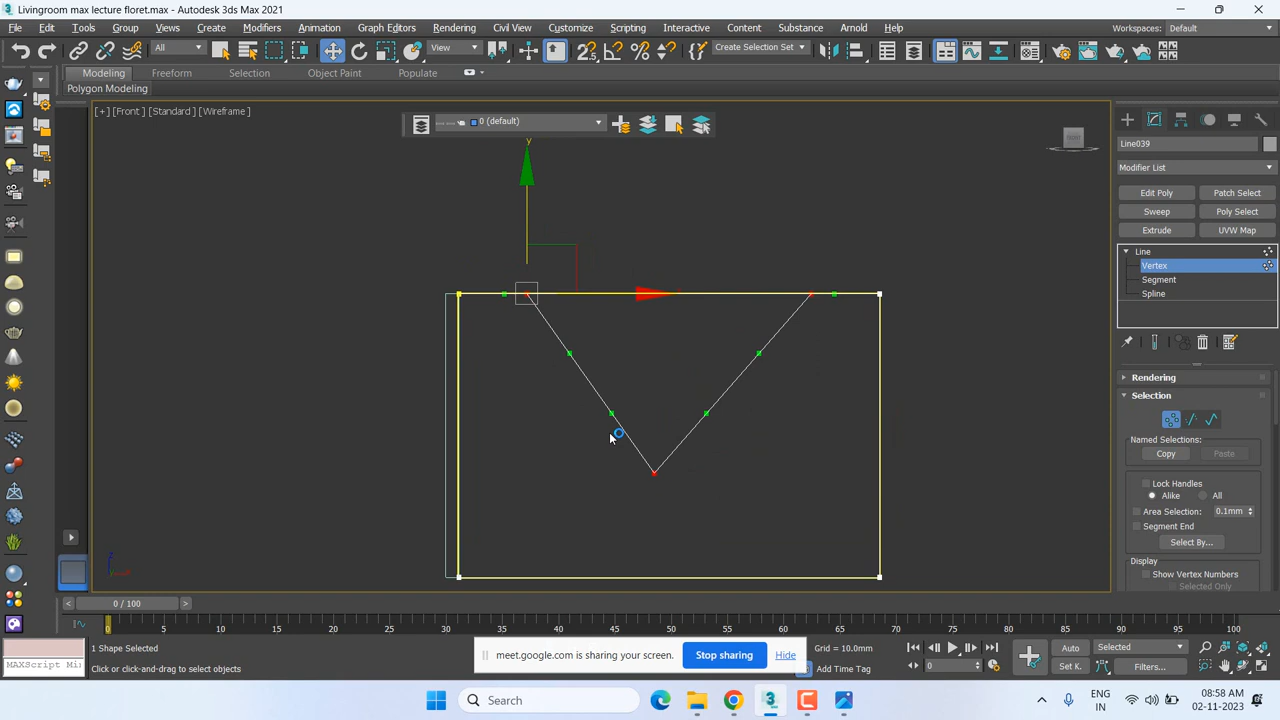 Livingroom max lecture floret.max - Autodesk 3ds Max 2021
File Edit Tools Group Views Create Modifiers Animation Graph Editors Rendering Civil View Customize Scripting Interactive Content Substance Arnold Help
Workspaces: Default
All
View
Create Selection Set
Modeling Freeform Selection Object Paint Populate
Polygon Modeling
[+] [Front] [Standard] [Wireframe]
0 (default)
y
FRONT
Line039
Modifier List
Edit Poly Patch Select
Sweep Poly Select
Extrude UVW Map
Line
Vertex
Segment
Spline
Rendering
Selection
Named Selections:
Copy Paste
Lock Handles
Alike All
Area Selection: 0.1mm
Segment End
Select By...
Display
Show Vertex Numbers
Selected Only
< 0 / 100 >
0 5 10 15 20 25 30 35 40 45 50 55 60 65 70 75 80 85 90 95 100
1 Shape Selected
MAXScript Mi
Click or click-and-drag to select objects
meet.google.com is sharing your screen. Stop sharing Hide
Grid = 10.0mm
Add Time Tag
0
Auto Selected
Set K. Filters...
Search
ENG
IN
08:58 AM
02-11-2023